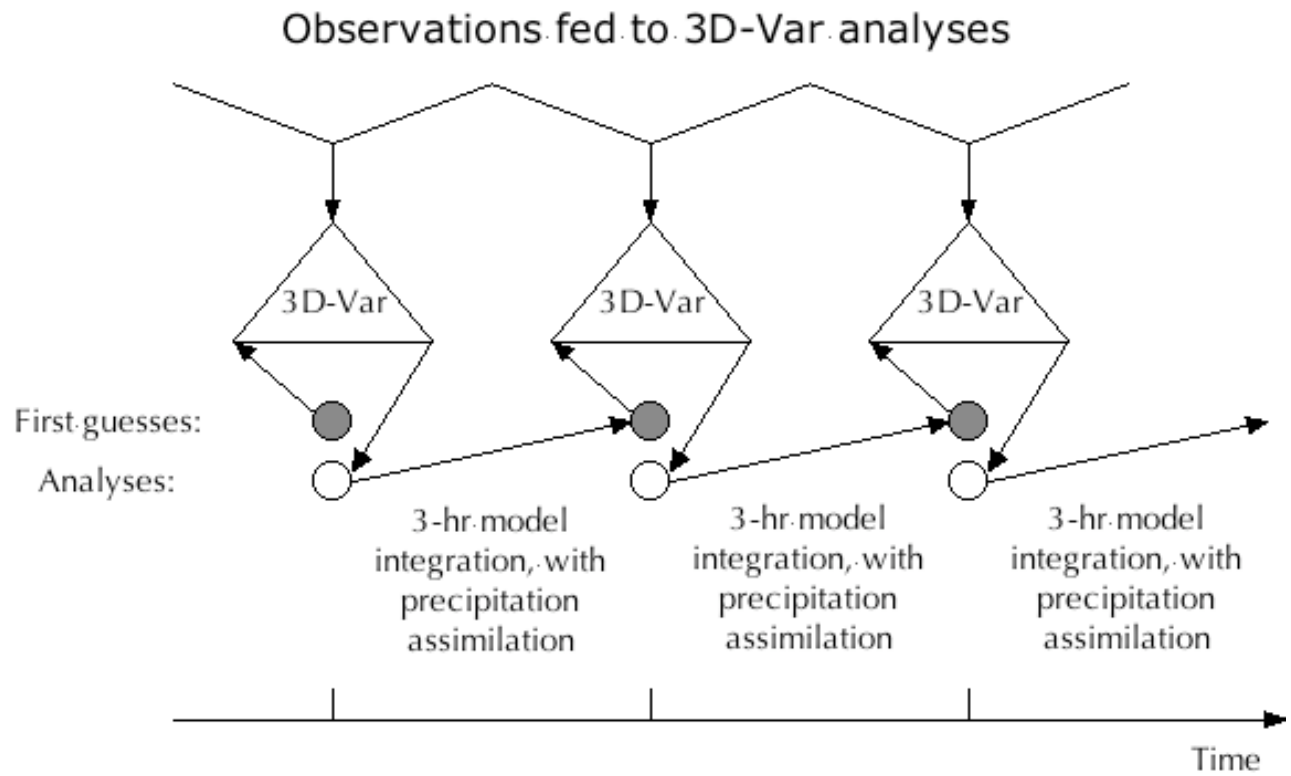 Observations fed to 3D-Var analyses
3D-Var
3D-Var
3D-Var
First guesses:
Analyses:
3-hr model
integration, with
precipitation
assimilation
3-hr model
integration, with
precipitation
assimilation
3-hr model
integration, with
precipitation
assimilation
Time